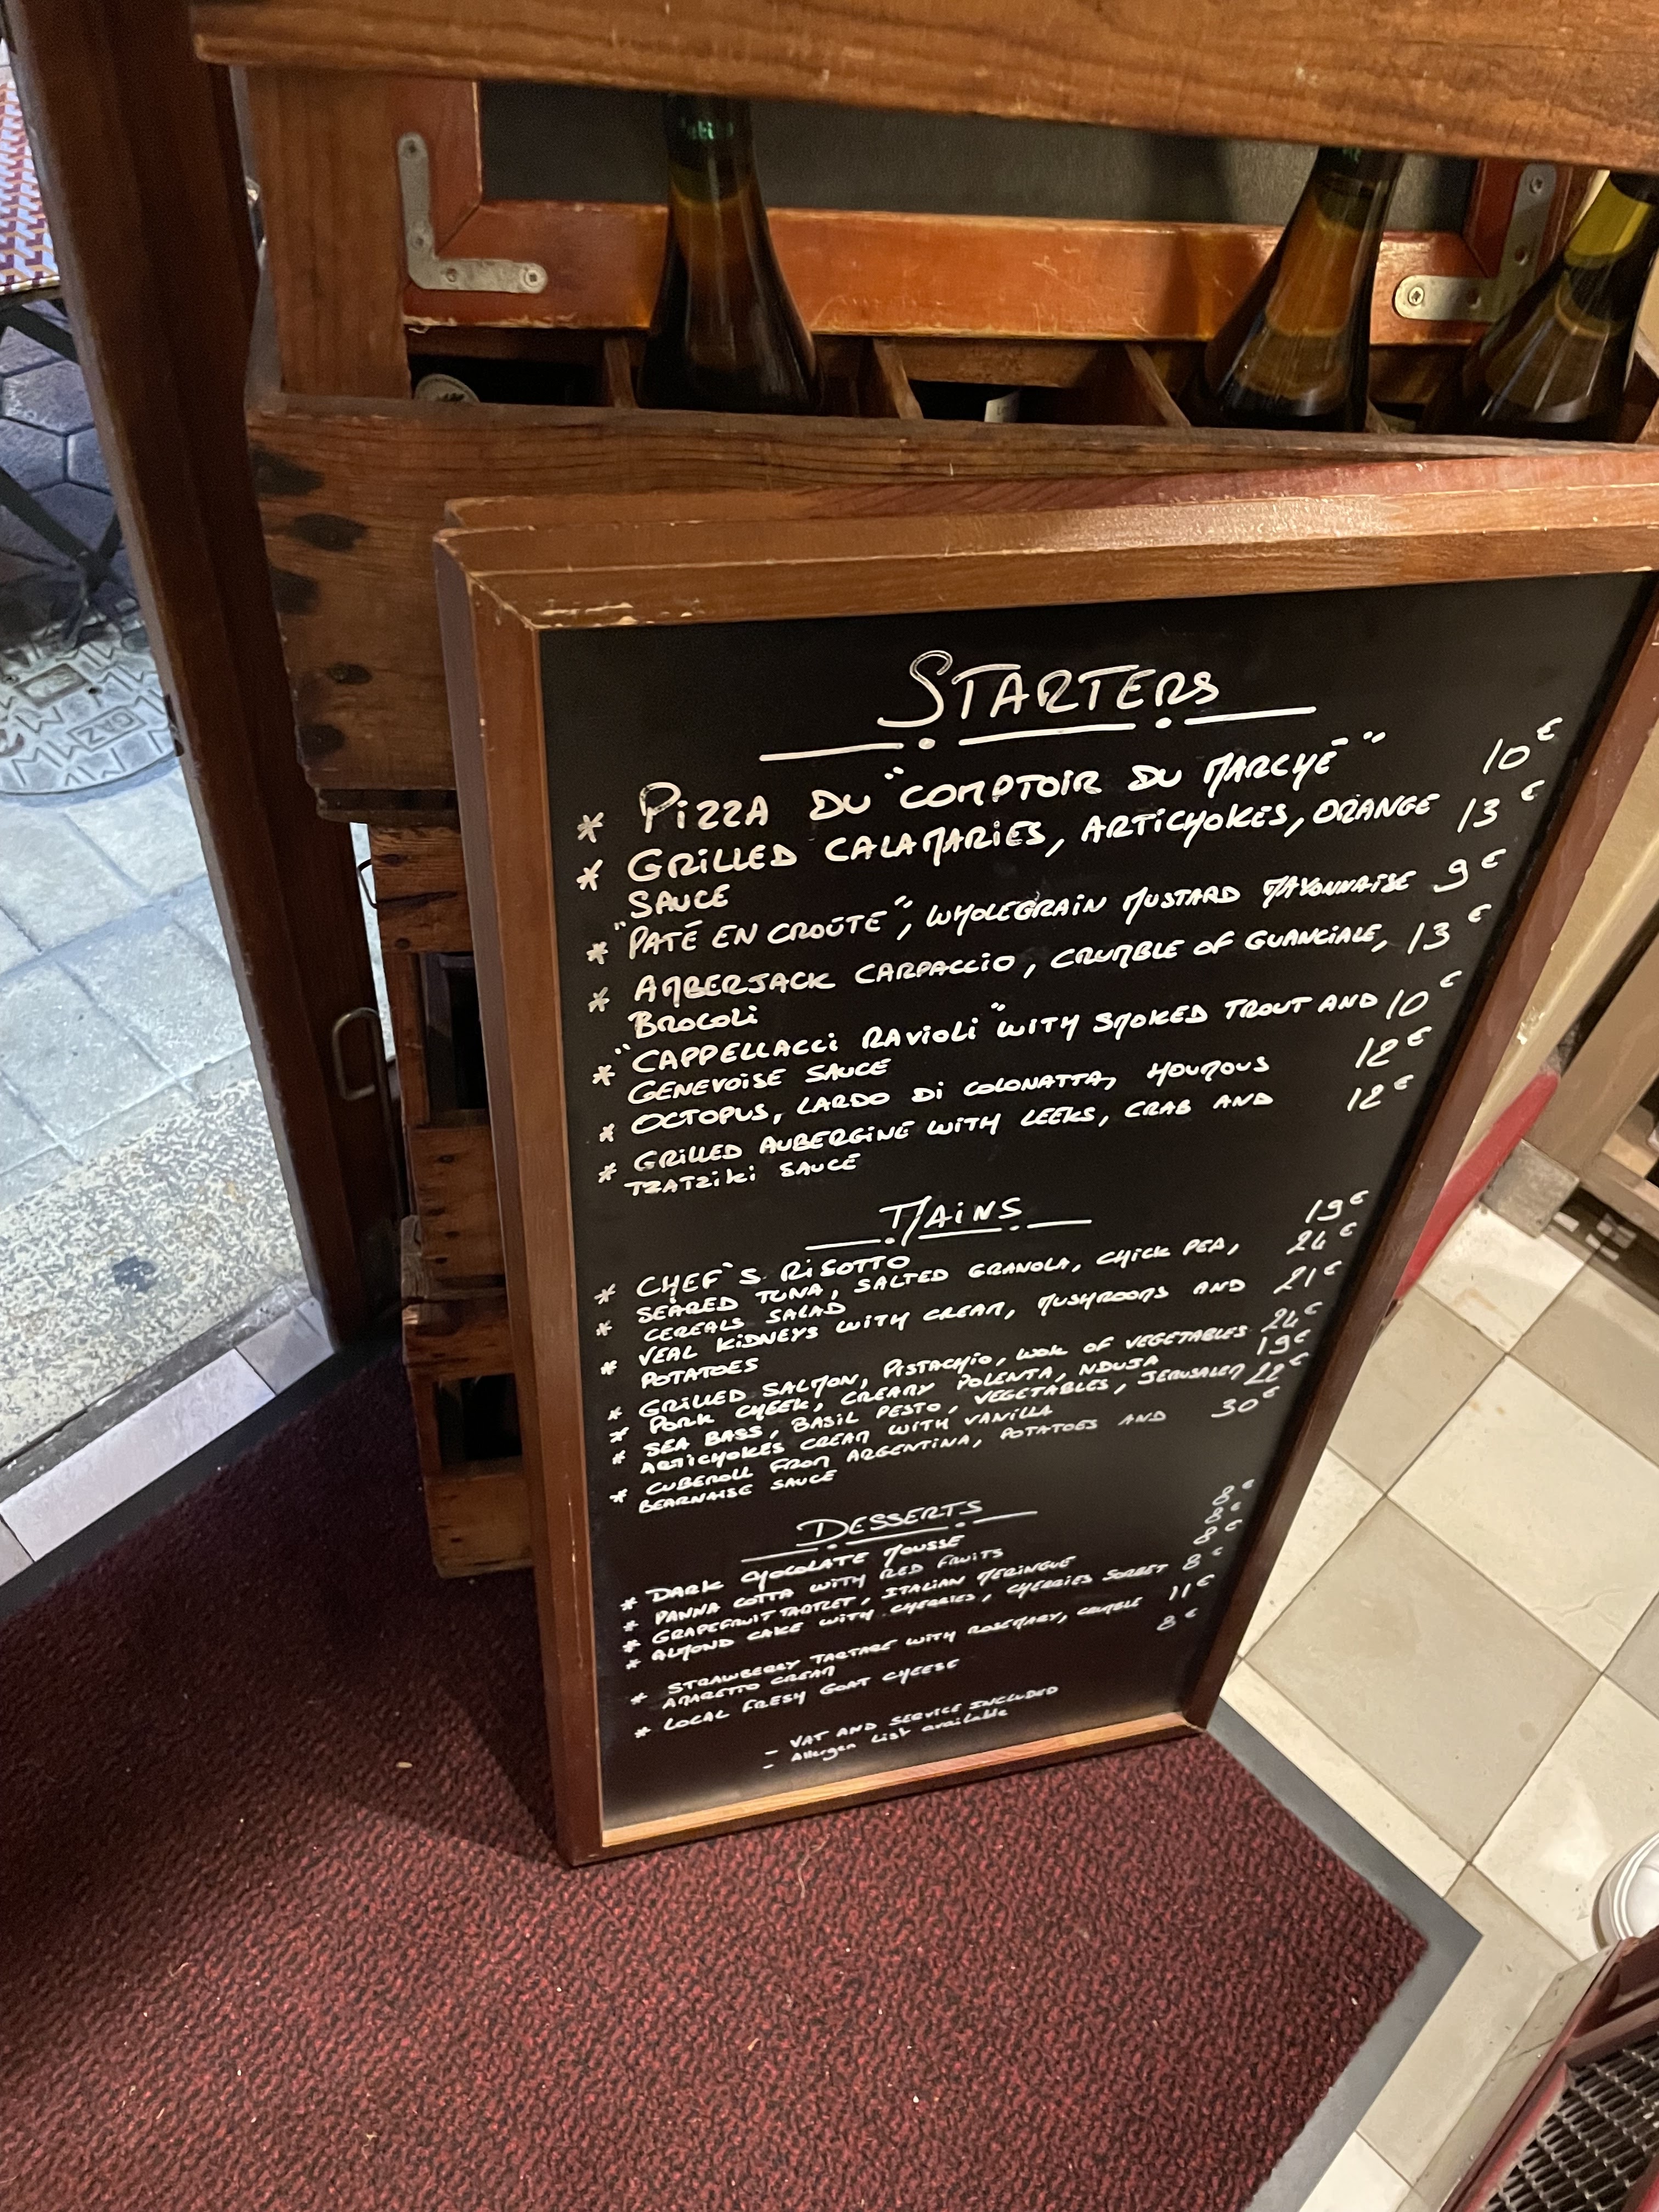 STARTERS
* PIZZA DU "COMPTOIR DU MARCHÉ" 10€
* GRILLED CALAMARIES, ARTICHOKES, ORANGE 13€
SAUCE
* "PATÉ EN CROÛTE", WHOLEGRAIN MUSTARD MAYONNAISE 9€
* AMBERJACK CARPACCIO, CRUMBLE OF GUANCIALE, 13€
BROCOLI
* "CAPPELLACCI RAVIOLI" WITH SMOKED TROUT AND 10€
GENEVOISE SAUCE
* OCTOPUS, LARDO DI COLONATTA, HOUMOUS 12€
* GRILLED AUBERGINE WITH LEEKS, CRAB AND 12€
TZATZIKI SAUCE
MAINS
* CHEF'S RISOTTO 19€
* SEARED TUNA, SALTED GRANOLA, CHICK PEA, 24€
CEREALS SALAD
* VEAL KIDNEYS WITH CREAM, MUSHROOMS AND 21€
POTATOES
* GRILLED SALMON, PISTACHIO, WOK OF VEGETABLES 24€
* PORK CHEEK, CREAMY POLENTA, NDUJA 19€
* SEA BASS, BASIL PESTO, VEGETABLES, JERUSALEM 22€
ARTICHOKES CREAM WITH VANILLA
* CUBEROLL FROM ARGENTINA, POTATOES AND 30€
BEARNAISE SAUCE
DESSERTS
* DARK CHOCOLATE MOUSSE 8€
* PANNA COTTA WITH RED FRUITS 8€
* GRAPEFRUIT TARTLET, ITALIAN MERINGUE 8€
* ALMOND CAKE WITH CHERRIES, CHERRIES SORBET 8€
* STRAWBERRY TARTARE WITH ROSEMARY, CRUMBLE 11€
AMARETTO CREAM
* LOCAL FRESH GOAT CHEESE 8€
- VAT AND SERVICE INCLUDED
- Allergen List available